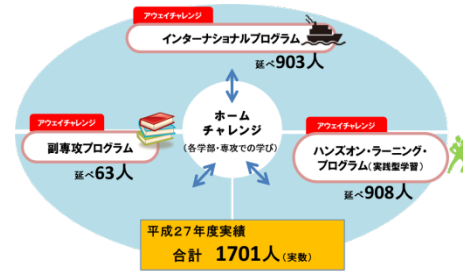 アウェイチャレンジ
インターナショナルプログラム
延べ903人
アウェイチャレンジ
副専攻プログラム
延べ63人
ホーム
チャレンジ
(各学部・専攻での学び)
アウェイチャレンジ
ハンズオン・ラーニング・
プログラム(実践型学習)
延べ908人
平成27年度実績
合計 1701人(実数)